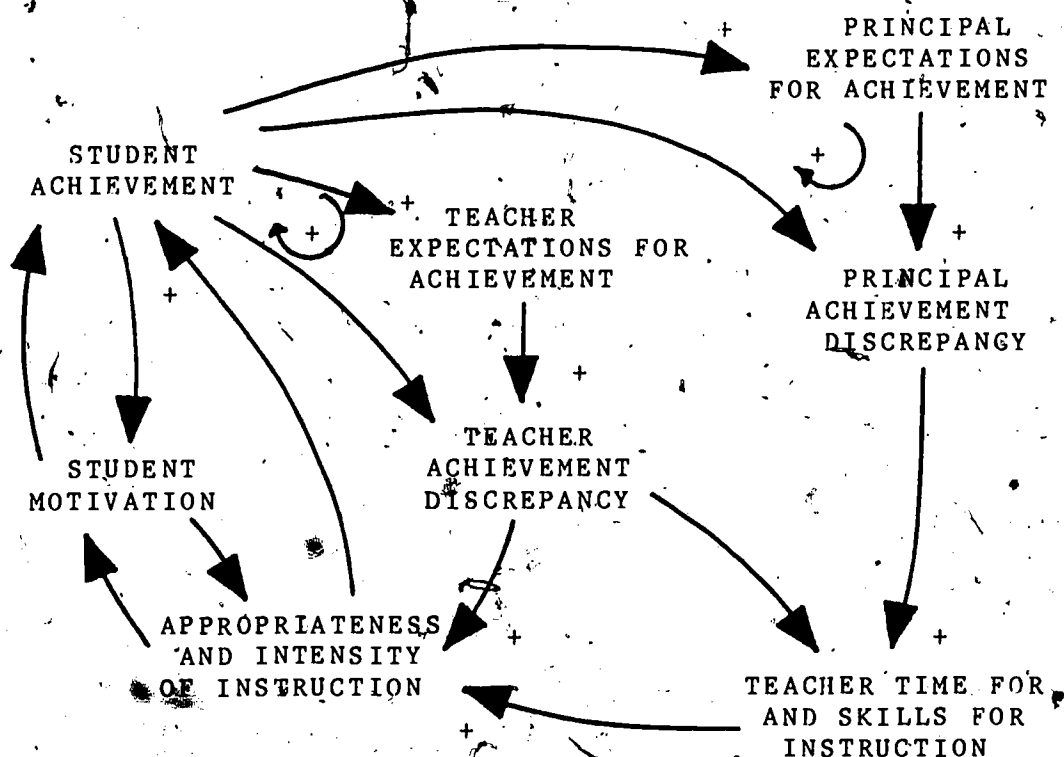 PRINCIPAL
EXPECTATIONS
FOR ACHIEVEMENT
+
STUDENT
ACHIEVEMENT
+
+
+
TEACHER
EXPECTATIONS FOR
ACHIEVEMENT
+
+
PRINCIPAL
ACHIEVEMENT
DISCREPANCY
+
TEACHER
ACHIEVEMENT
DISCREPANCY
STUDENT
MOTIVATION
APPROPRIATENESS
AND INTENSITY
OF INSTRUCTION
+
+
TEACHER TIME FOR
AND SKILLS FOR
INSTRUCTION
+